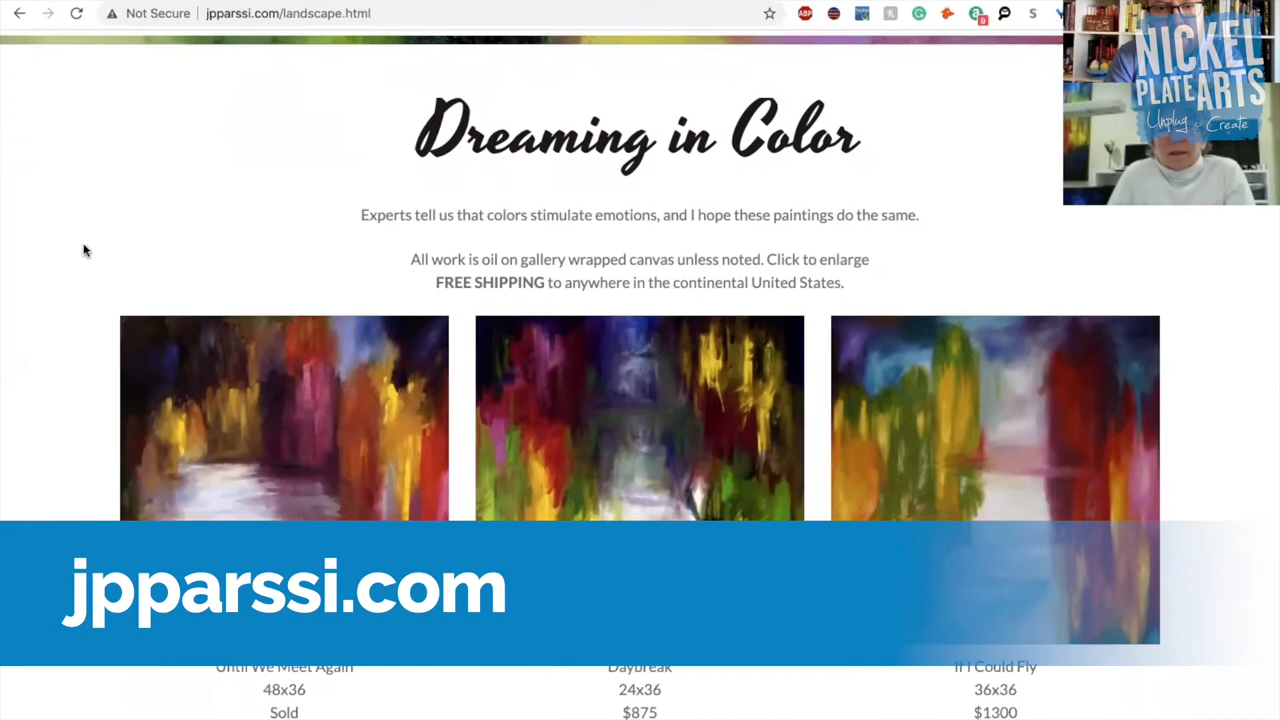 Not Secure
jpparssi.com/landscape.html
ABP
9
S
NICKEL
PLATE ARTS
Unplug & Create
Dreaming in Color
Experts tell us that colors stimulate emotions, and I hope these paintings do the same.
All work is oil on gallery wrapped canvas unless noted. Click to enlarge
FREE SHIPPING to anywhere in the continental United States.
jpparssi.com
Until We Meet Again
Daybreak
If I Could Fly
48x36
24x36
36x36
Sold
$875
$1300